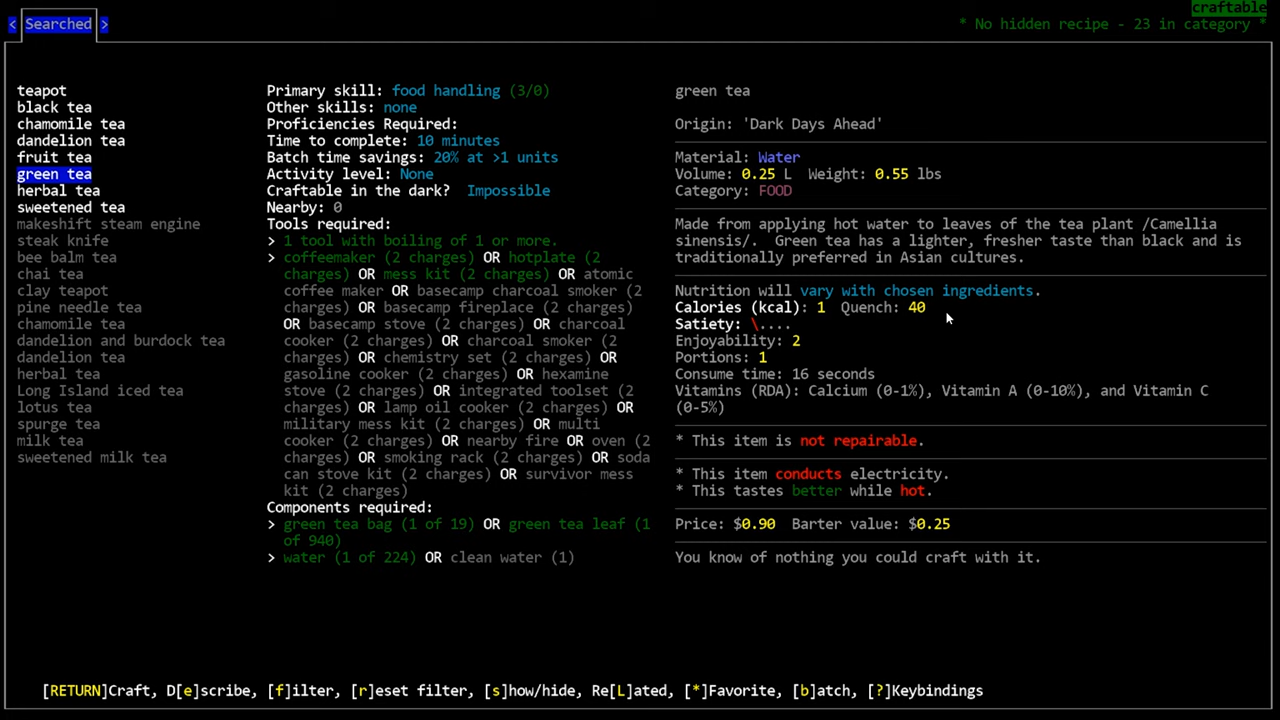 craftable
< Searched >
* No hidden recipe - 23 in category *
teapot
black tea
chamomile tea
dandelion tea
fruit tea
green tea
herbal tea
sweetened tea
makeshift steam engine
steak knife
bee balm tea
chai tea
clay teapot
pine needle tea
chamomile tea
dandelion and burdock tea
dandelion tea
herbal tea
Long Island iced tea
lotus tea
spurge tea
milk tea
sweetened milk tea
Primary skill: food handling (3/0)
Other skills: none
Proficiencies Required:
Time to complete: 10 minutes
Batch time savings: 20% at >1 units
Activity level: None
Craftable in the dark? Impossible
Nearby: 0
Tools required:
> 1 tool with boiling of 1 or more.
> coffeemaker (2 charges) OR hotplate (2
charges) OR mess kit (2 charges) OR atomic
coffee maker OR basecamp charcoal smoker (2
charges) OR basecamp fireplace (2 charges)
OR basecamp stove (2 charges) OR charcoal
cooker (2 charges) OR charcoal smoker (2
charges) OR chemistry set (2 charges) OR
gasoline cooker (2 charges) OR hexamine
stove (2 charges) OR integrated toolset (2
charges) OR lamp oil cooker (2 charges) OR
military mess kit (2 charges) OR multi
cooker (2 charges) OR nearby fire OR oven (2
charges) OR smoking rack (2 charges) OR soda
can stove kit (2 charges) OR survivor mess
kit (2 charges)
Components required:
> green tea bag (1 of 19) OR green tea leaf (1
of 940)
> water (1 of 224) OR clean water (1)
green tea
Origin: 'Dark Days Ahead'
Material: Water
Volume: 0.25 L  Weight: 0.55 lbs
Category: FOOD
Made from applying hot water to leaves of the tea plant /Camellia
sinensis/.  Green tea has a lighter, fresher taste than black and is
traditionally preferred in Asian cultures.
Nutrition will vary with chosen ingredients.
Calories (kcal): 1  Quench: 40
Satiety: \....
Enjoyability: 2
Portions: 1
Consume time: 16 seconds
Vitamins (RDA): Calcium (0-1%), Vitamin A (0-10%), and Vitamin C
(0-5%)
* This item is not repairable.
* This item conducts electricity.
* This tastes better while hot.
Price: $0.90  Barter value: $0.25
You know of nothing you could craft with it.
[RETURN]Craft, D[e]scribe, [f]ilter, [r]eset filter, [s]how/hide, Re[L]ated, [*]Favorite, [b]atch, [?]Keybindings